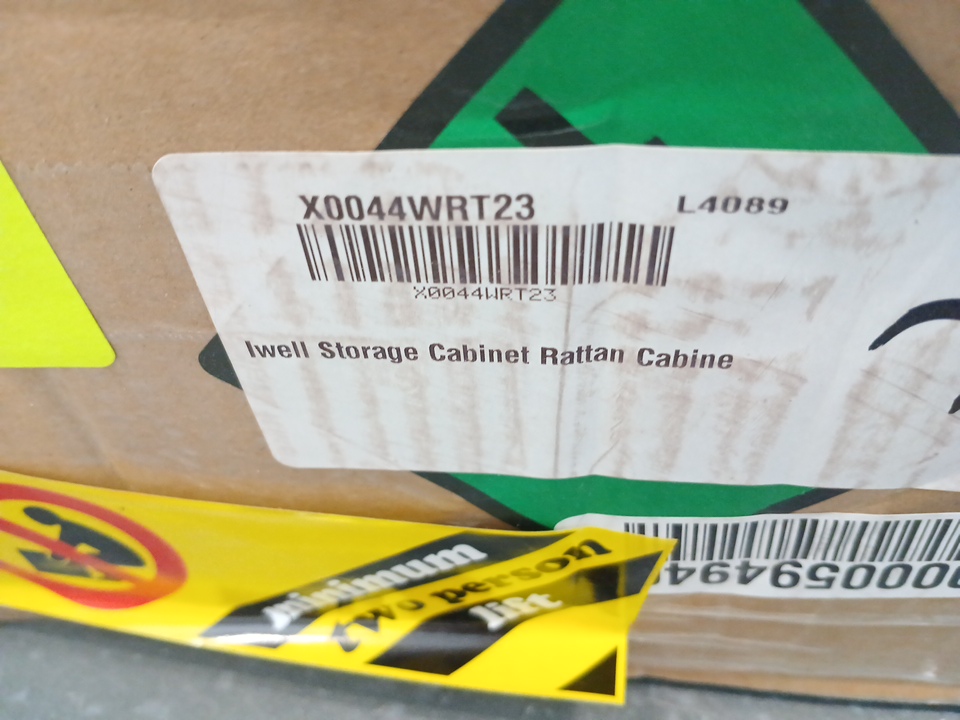 X0044WRT23
L4089
X0044WRT23
Iwell Storage Cabinet Rattan Cabine
minimum
two person
lift